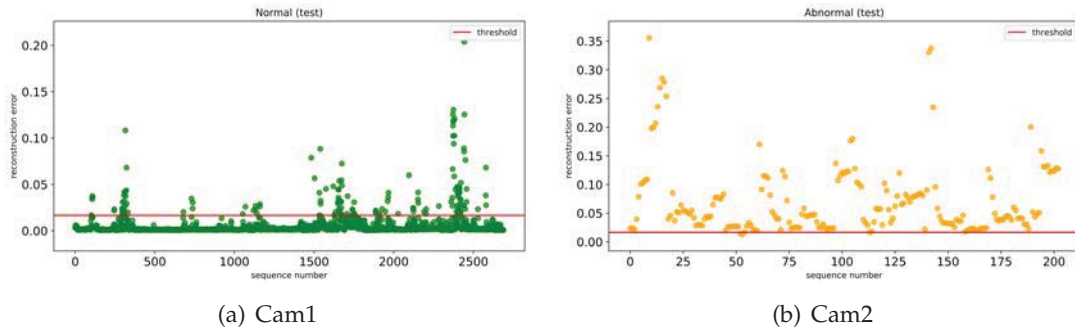 Normal (test)
threshold
0.20
0.15
0.10
0.05
0.00
reconstruction error
0
500
1000
1500
2000
2500
sequence number
(a) Cam1
Abnormal (test)
threshold
0.35
0.30
0.25
0.20
0.15
0.10
0.05
0.00
reconstruction error
0
25
50
75
100
125
150
175
200
sequence number
(b) Cam2